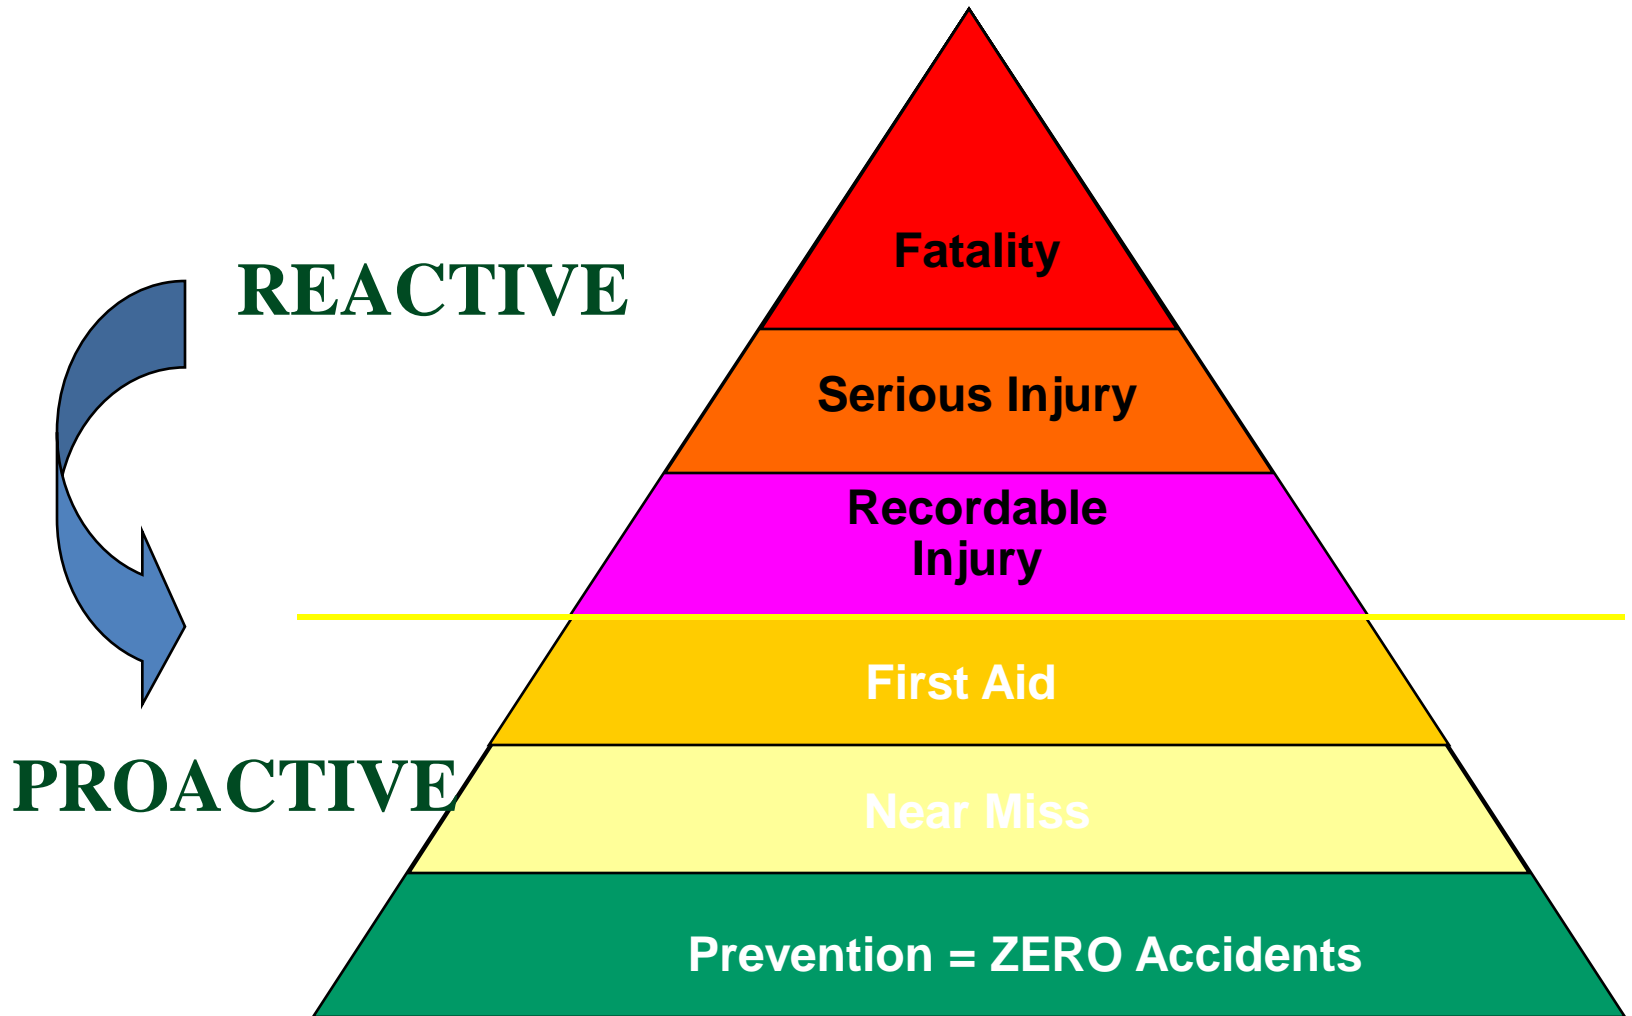 Fatality
REACTIVE
Serious Injury
Recordable
Injury
First Aid
PROACTIVE
Near Miss
Prevention = ZERO Accidents